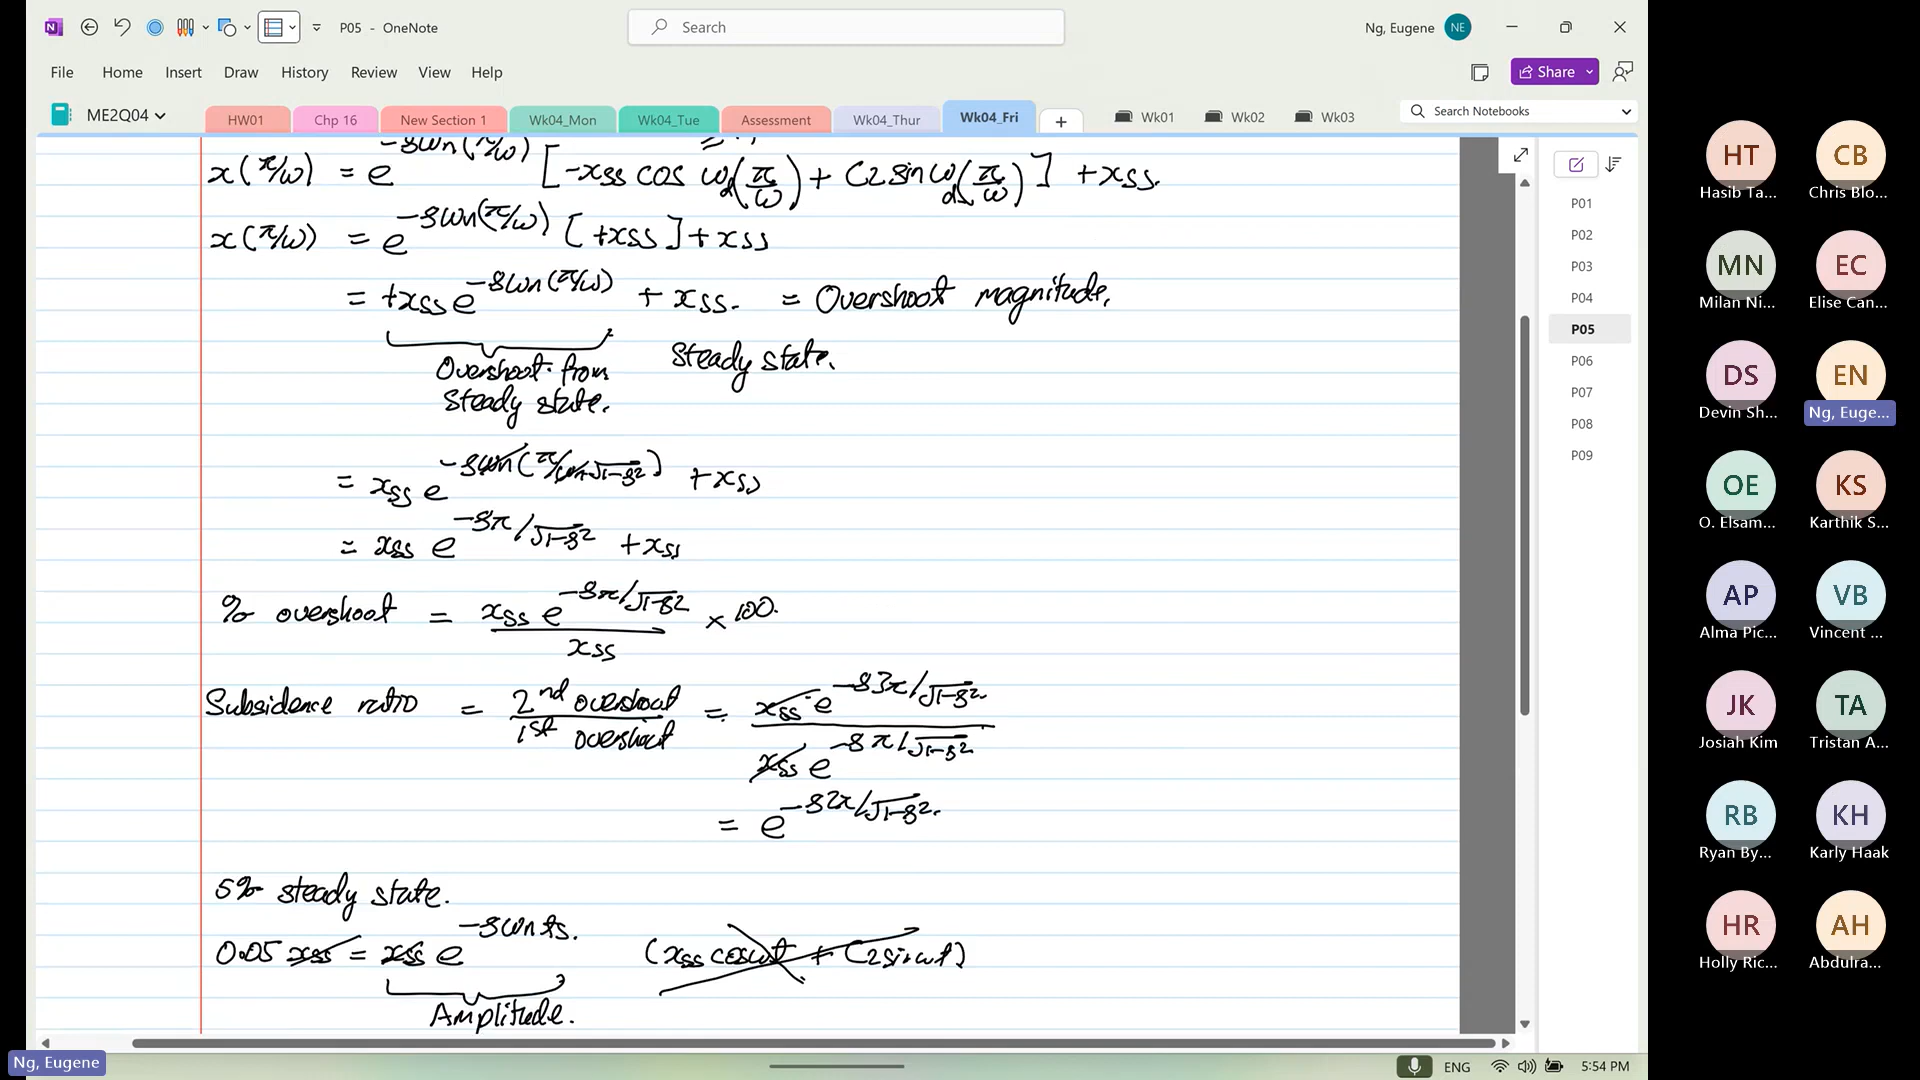 P05 - OneNote
Search
Ng, Eugene
NE
File Home Insert Draw History Review View Help
Share
ME2Q04
HW01 Chp 16 New Section 1 Wk04_Mon Wk04_Tue Assessment Wk04_Thur Wk04_Fri + Wk01 Wk02 Wk03
Search Notebooks
x(π/ω) = e^{-ζωn(π/ω)} [-xss cos ωd(π/ω) + C2 sin ωd(π/ω)] + xss.
x(π/ω) = e^{-ζωn(π/ω)} [+xss] + xss
= +xss e^{-ζωn(π/ω)} + xss. = Overshoot magnitude.
Overshoot from steady state. Steady state.
= xss e^{-ζωn(π/ωn√1-ζ²)} + xss
= xss e^{-ζπ/√1-ζ²} + xss
% overshoot = xss e^{-ζπ/√1-ζ²} / xss × 100.
Subsidence ratio = 2nd overshoot / 1st overshoot = xss e^{-ζ3π/√1-ζ²} / xss e^{-ζπ/√1-ζ²}
= e^{-ζ2π/√1-ζ²}.
5% steady state.
0.05 xss = xss e^{-ζωn ts}. (xss cos ωt + C2 sin ωt)
Amplitude.
P01
P02
P03
P04
P05
P06
P07
P08
P09
HT CB
Hasib Ta... Chris Blo...
MN EC
Milan Ni... Elise Can...
DS EN
Devin Sh... Ng, Euge...
OE KS
O. Elsam... Karthik S...
AP VB
Alma Pic... Vincent ...
JK TA
Josiah Kim Tristan A...
RB KH
Ryan By... Karly Haak
HR AH
Holly Ric... Abdulra...
Ng, Eugene
ENG 5:54 PM